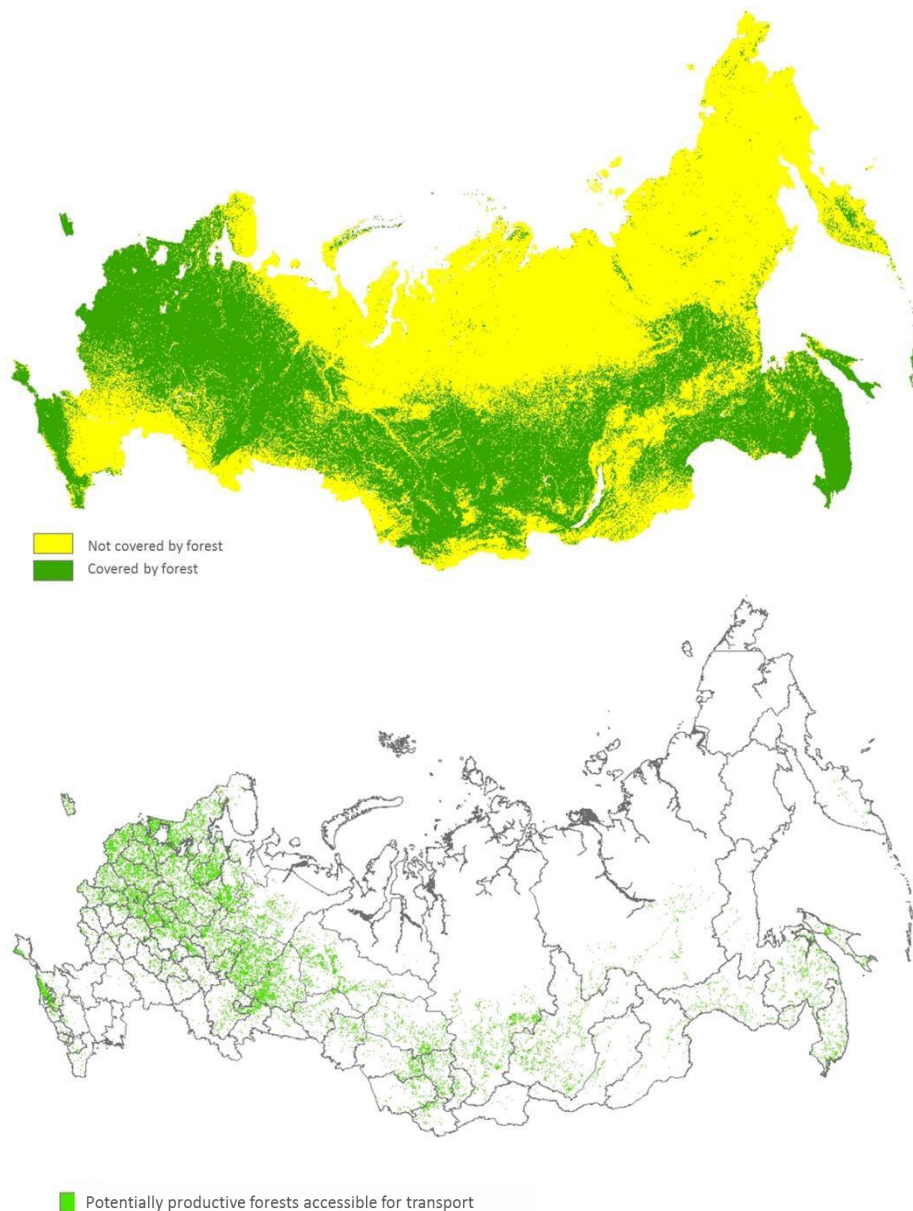 Not covered by forest
Covered by forest
Potentially productive forests accessible for transport